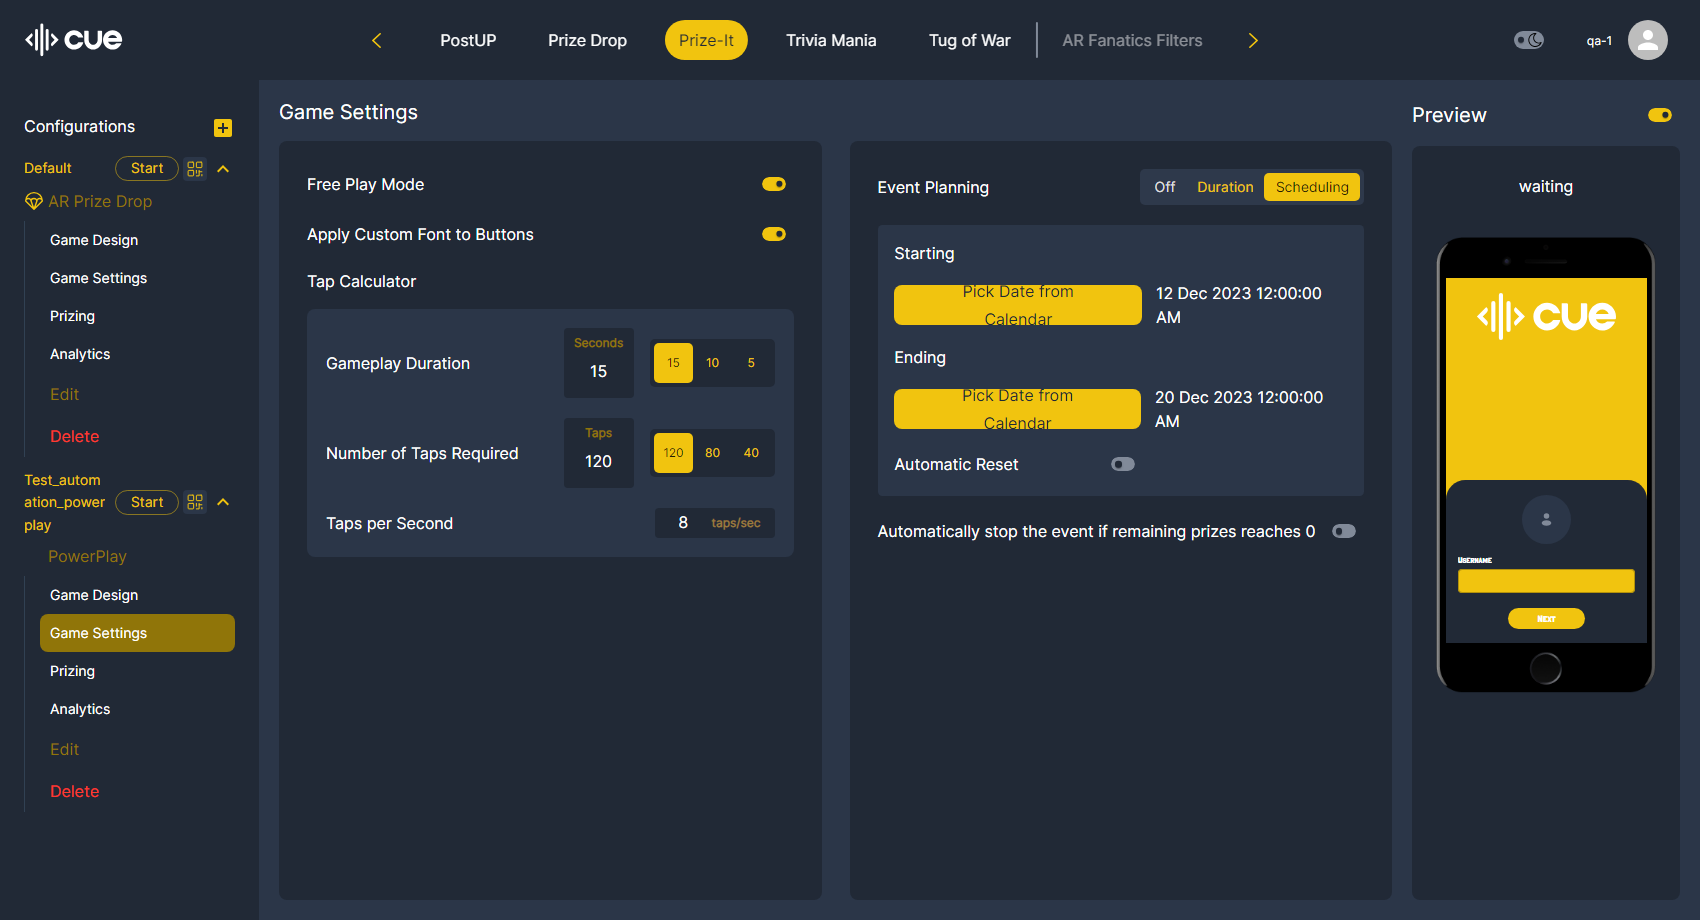 cue
PostUP
Prize Drop
Prize-It
Trivia Mania
Tug of War
AR Fanatics Filters
qa-1
Configurations
Default
Start
AR Prize Drop
Game Design
Game Settings
Prizing
Analytics
Edit
Delete
Test_autom
ation_power
play
Start
PowerPlay
Game Design
Game Settings
Prizing
Analytics
Edit
Delete
Game Settings
Free Play Mode
Apply Custom Font to Buttons
Tap Calculator
Gameplay Duration
Seconds
15
15 10 5
Number of Taps Required
Taps
120
120 80 40
Taps per Second
8 taps/sec
Event Planning
Off Duration Scheduling
Starting
Pick Date from
Calendar
12 Dec 2023 12:00:00
AM
Ending
Pick Date from
Calendar
20 Dec 2023 12:00:00
AM
Automatic Reset
Automatically stop the event if remaining prizes reaches 0
Preview
waiting
cue
Username
Next